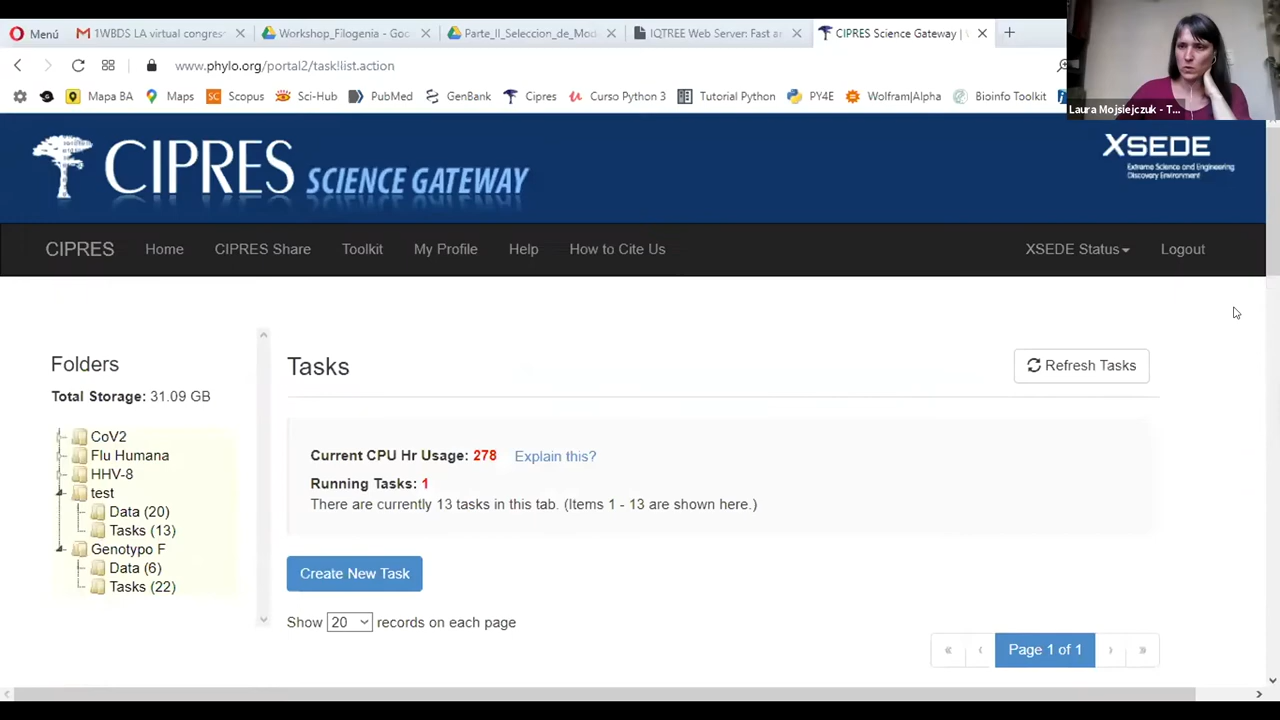 Menú
1WBDS LA virtual congres
Workshop_Filogenia - Goo
Parte_II_Seleccion_de_Mod
IQTREE Web Server: Fast an
CIPRES Science Gateway |
www.phylo.org/portal2/task!list.action
Mapa BA
Maps
SC Scopus
Sci-Hub
PubMed
GenBank
Cipres
Curso Python 3
Tutorial Python
PY4E
Wolfram|Alpha
Bioinfo Toolkit
Laura Mojsiejczuk - T...
CIPRES SCIENCE GATEWAY
XSEDE
Extreme Science and Engineering
Discovery Environment
CIPRES
Home
CIPRES Share
Toolkit
My Profile
Help
How to Cite Us
XSEDE Status
Logout
Folders
Total Storage: 31.09 GB
CoV2
Flu Humana
HHV-8
test
Data (20)
Tasks (13)
Genotypo F
Data (6)
Tasks (22)
Tasks
Refresh Tasks
Current CPU Hr Usage: 278 Explain this?
Running Tasks: 1
There are currently 13 tasks in this tab. (Items 1 - 13 are shown here.)
Create New Task
Show 20 records on each page
« ‹ Page 1 of 1 › »